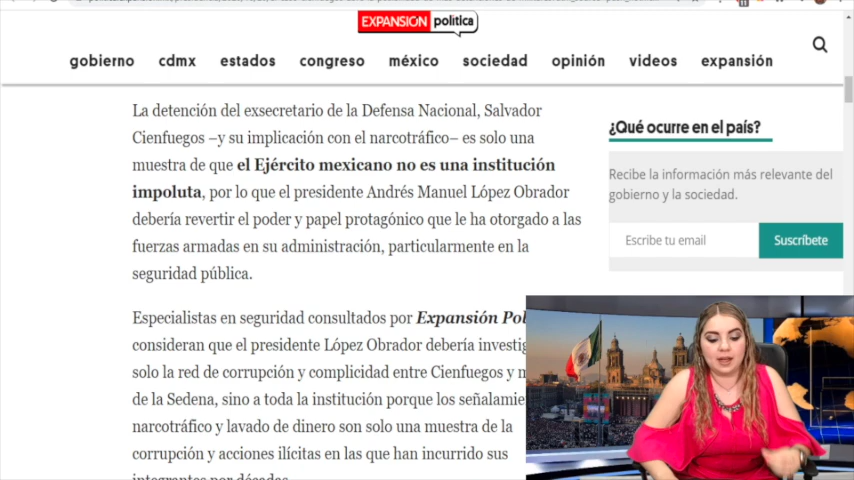 EXPANSIÓN política
gobierno cdmx estados congreso méxico sociedad opinión videos expansión
La detención del exsecretario de la Defensa Nacional, Salvador
Cienfuegos –y su implicación con el narcotráfico– es solo una
muestra de que el Ejército mexicano no es una institución
impoluta, por lo que el presidente Andrés Manuel López Obrador
debería revertir el poder y papel protagónico que le ha otorgado a las
fuerzas armadas en su administración, particularmente en la
seguridad pública.
Especialistas en seguridad consultados por Expansión Pol
consideran que el presidente López Obrador debería investig
solo la red de corrupción y complicidad entre Cienfuegos y
de la Sedena, sino a toda la institución porque los señalamie
narcotráfico y lavado de dinero son solo una muestra de la
corrupción y acciones ilícitas en las que han incurrido sus
integrantes por décadas
¿Qué ocurre en el país?
Recibe la información más relevante del
gobierno y la sociedad.
Escribe tu email
Suscríbete